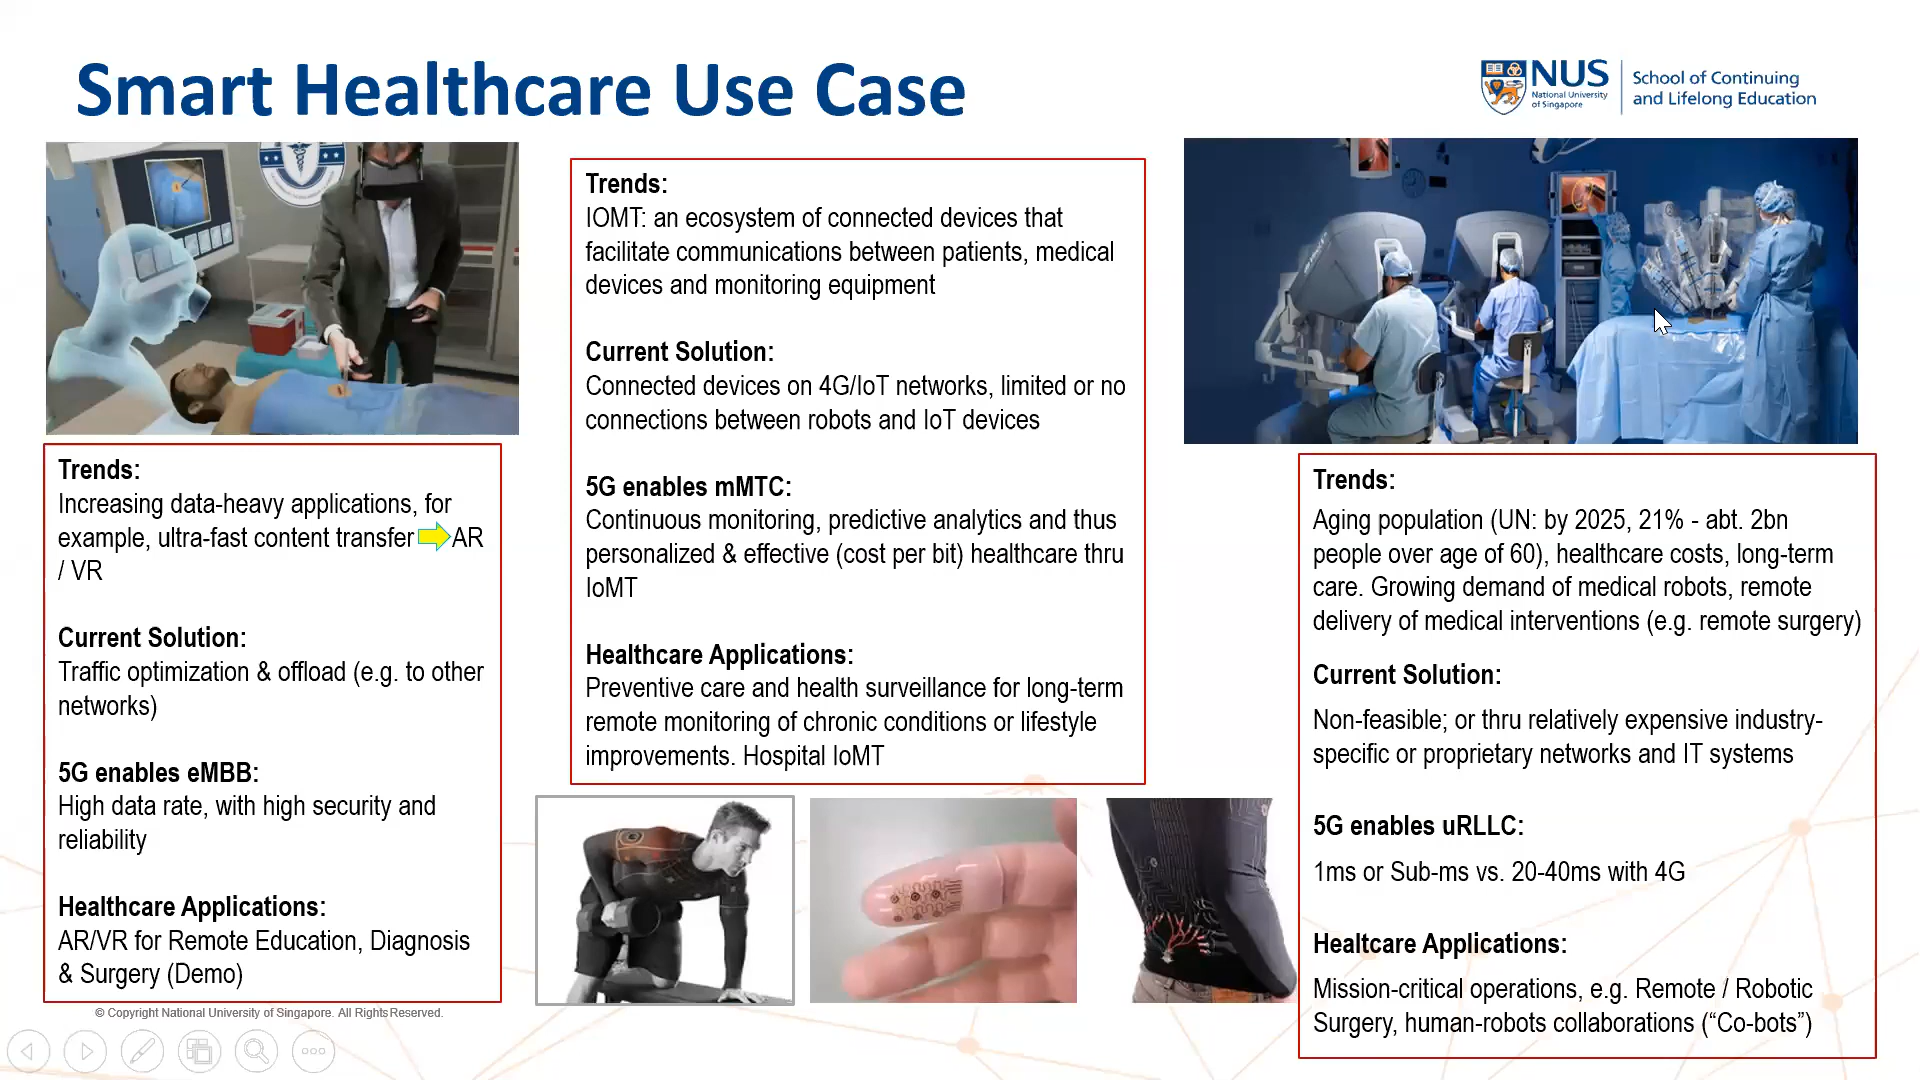 Smart Healthcare Use Case
NUS
National University
of Singapore
School of Continuing
and Lifelong Education
Trends:
Increasing data-heavy applications, for
example, ultra-fast content transfer AR
/ VR
Current Solution:
Traffic optimization & offload (e.g. to other
networks)
5G enables eMBB:
High data rate, with high security and
reliability
Healthcare Applications:
AR/VR for Remote Education, Diagnosis
& Surgery (Demo)
Trends:
IOMT: an ecosystem of connected devices that
facilitate communications between patients, medical
devices and monitoring equipment
Current Solution:
Connected devices on 4G/IoT networks, limited or no
connections between robots and IoT devices
5G enables mMTC:
Continuous monitoring, predictive analytics and thus
personalized & effective (cost per bit) healthcare thru
IoMT
Healthcare Applications:
Preventive care and health surveillance for long-term
remote monitoring of chronic conditions or lifestyle
improvements. Hospital IoMT
Trends:
Aging population (UN: by 2025, 21% - abt. 2bn
people over age of 60), healthcare costs, long-term
care. Growing demand of medical robots, remote
delivery of medical interventions (e.g. remote surgery)
Current Solution:
Non-feasible; or thru relatively expensive industry-
specific or proprietary networks and IT systems
5G enables uRLLC:
1ms or Sub-ms vs. 20-40ms with 4G
Healtcare Applications:
Mission-critical operations, e.g. Remote / Robotic
Surgery, human-robots collaborations (“Co-bots”)
© Copyright National University of Singapore. All Rights Reserved.